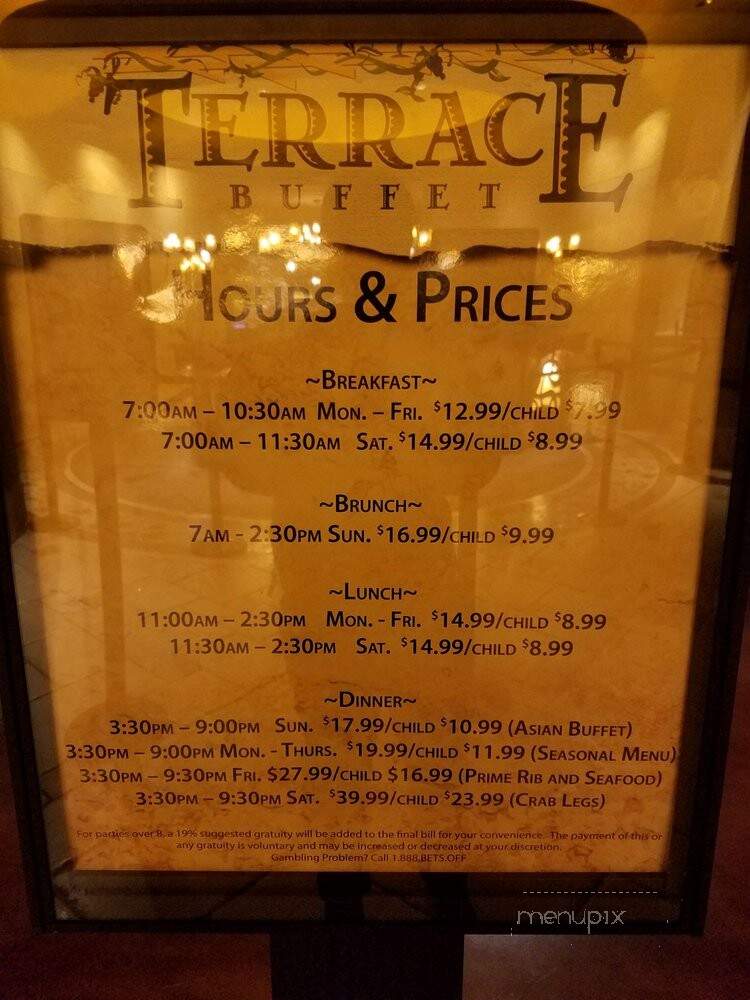 TERRACE
BUFFET
HOURS & PRICES
~BREAKFAST~
7:00AM – 10:30AM MON. – FRI. $12.99/CHILD $7.99
7:00AM – 11:30AM SAT. $14.99/CHILD $8.99
~BRUNCH~
7AM - 2:30PM SUN. $16.99/CHILD $9.99
~LUNCH~
11:00AM – 2:30PM MON. - FRI. $14.99/CHILD $8.99
11:30AM – 2:30PM SAT. $14.99/CHILD $8.99
~DINNER~
3:30PM – 9:00PM SUN. $17.99/CHILD $10.99 (ASIAN BUFFET)
3:30PM – 9:00PM MON. - THURS. $19.99/CHILD $11.99 (SEASONAL MENU)
3:30PM – 9:30PM FRI. $27.99/CHILD $16.99 (PRIME RIB AND SEAFOOD)
3:30PM – 9:30PM SAT. $39.99/CHILD $23.99 (CRAB LEGS)
For parties over 8, a 19% suggested gratuity will be added to the final bill for your convenience. The payment of this or
any gratuity is voluntary and may be increased or decreased at your discretion.
Gambling Problem? Call 1.888.BETS.OFF
menupix